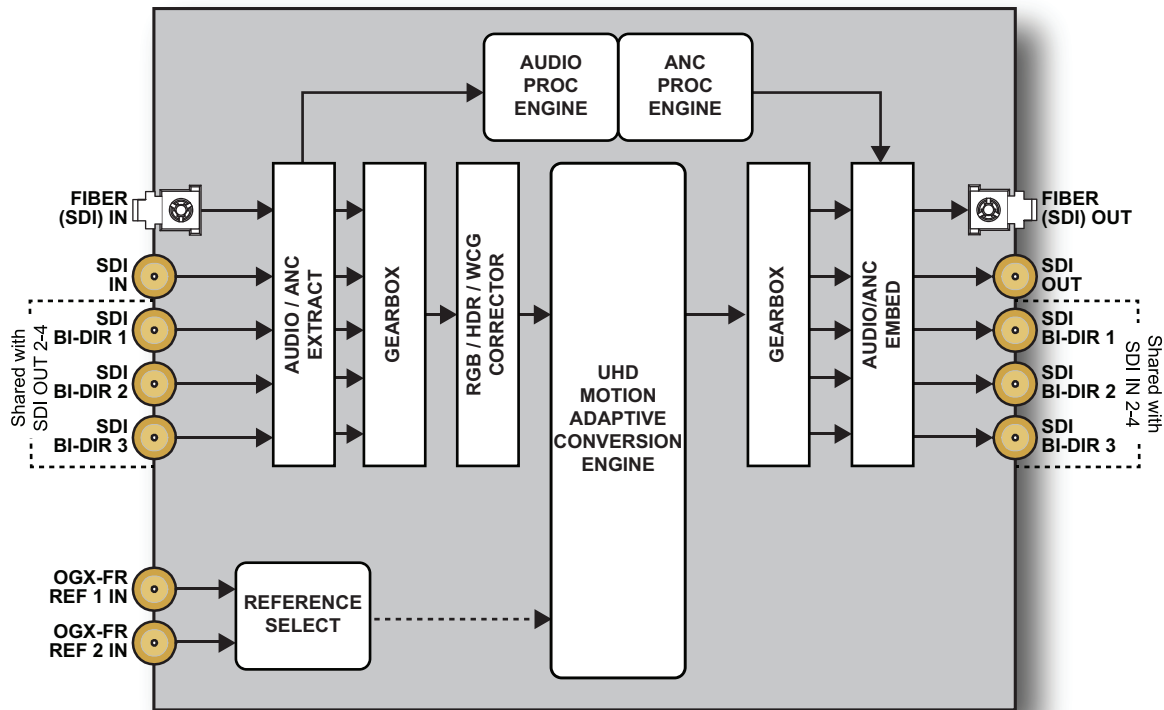 AUDIO
PROC
ENGINE
ANC
PROC
ENGINE
FIBER
(SDI) IN
SDI
IN
SDI
BI-DIR 1
SDI
BI-DIR 2
SDI
BI-DIR 3
Shared with
SDI OUT 2-4
AUDIO / ANC
EXTRACT
GEARBOX
RGB / HDR / WCG
CORRECTOR
UHD
MOTION
ADAPTIVE
CONVERSION
ENGINE
GEARBOX
AUDIO/ANC
EMBED
FIBER
(SDI) OUT
SDI
OUT
SDI
BI-DIR 1
SDI
BI-DIR 2
SDI
BI-DIR 3
Shared with
SDI IN 2-4
OGX-FR
REF 1 IN
OGX-FR
REF 2 IN
REFERENCE
SELECT